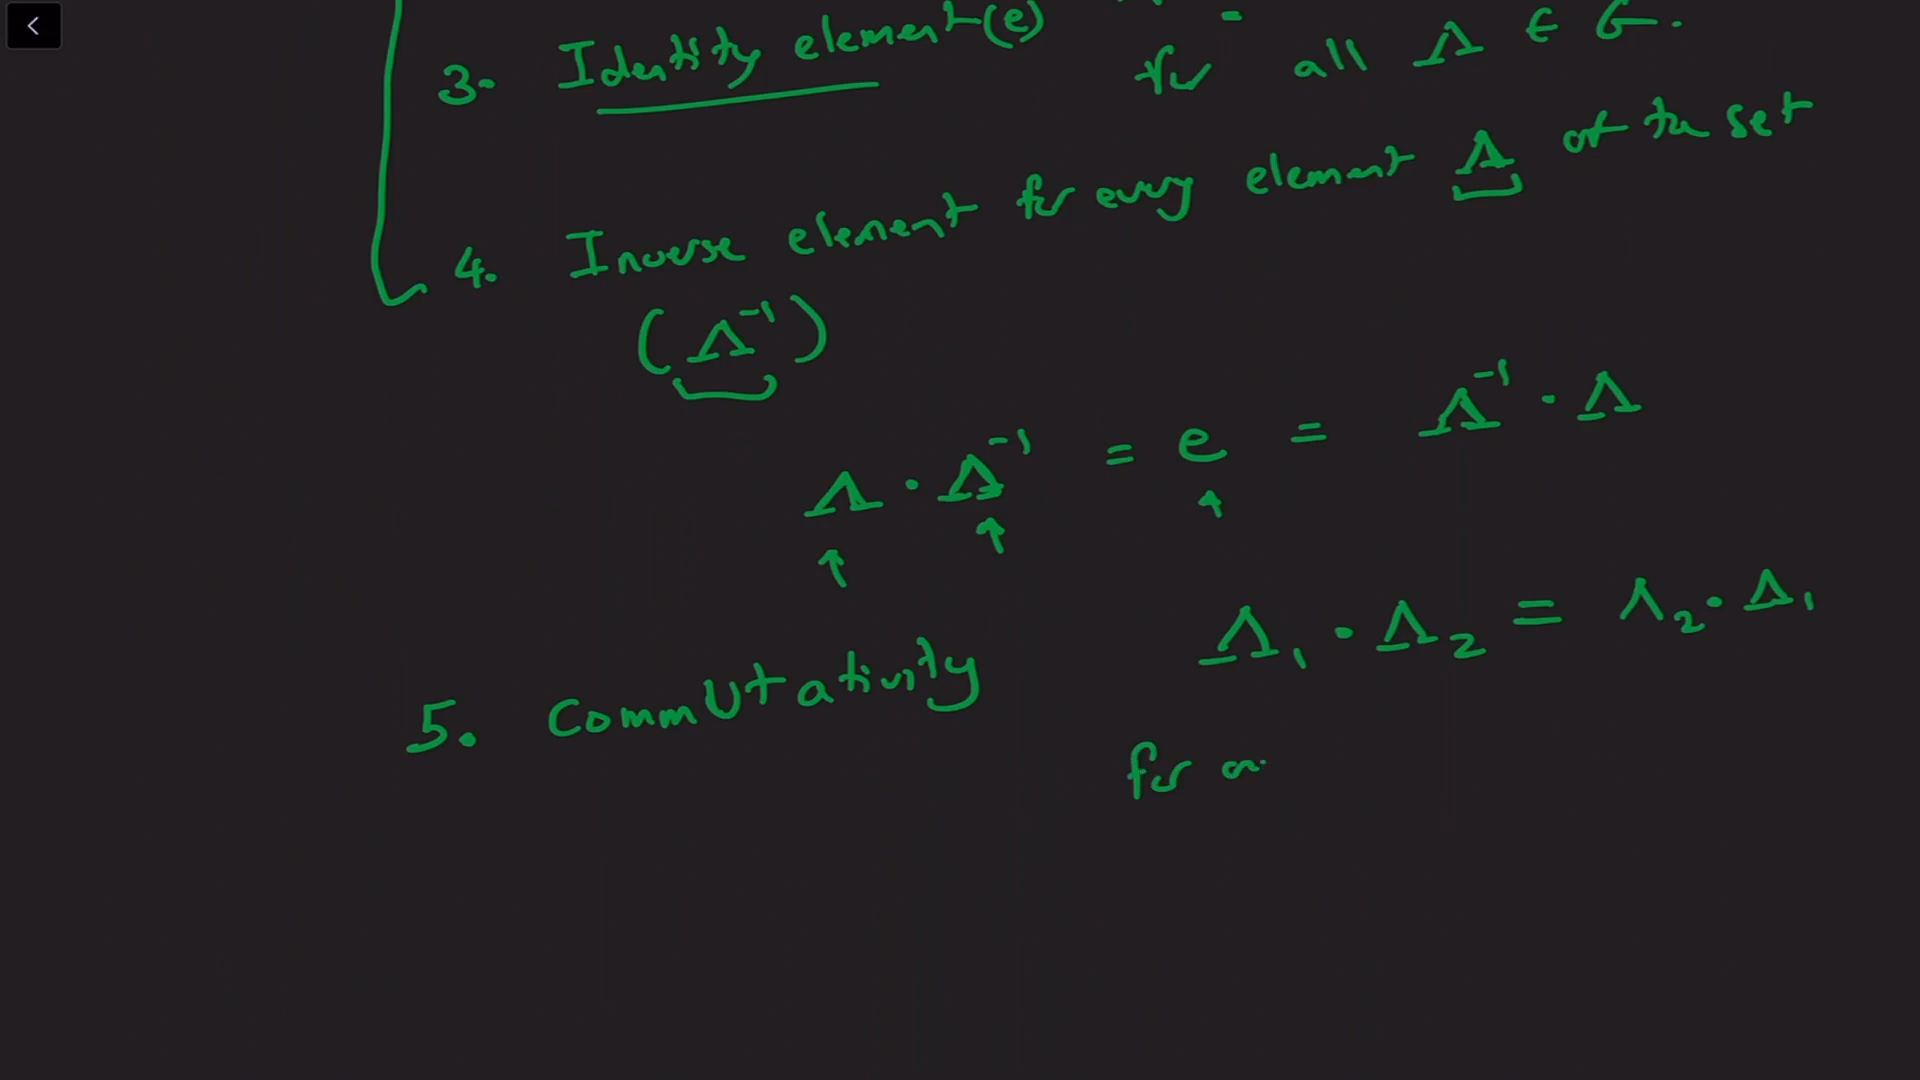 3. Identity element(e)
for all Λ ∈ G.
4. Inverse element for every element Λ of the set
(Λ⁻¹)
Λ · Λ⁻¹ = e = Λ⁻¹ · Λ
5. Commutativity Λ₁ · Λ₂ = Λ₂ · Λ₁
for